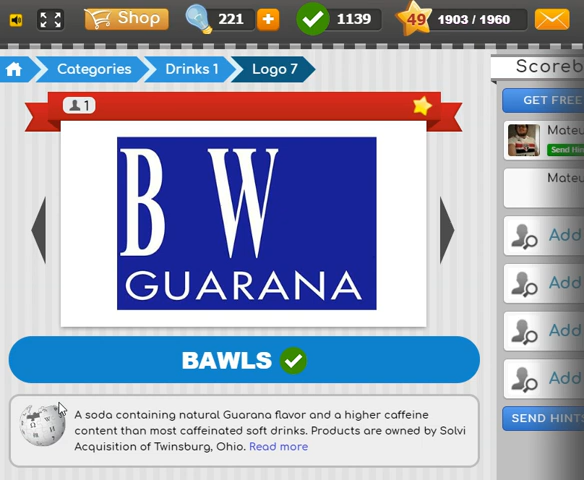 Shop 221 + 1139 49 1903 / 1960
Categories Drinks 1 Logo 7
Scoreb
GET FREE
1
Mateu
Send Hin
Mateu
B W
GUARANA
Add
Add
Add
Add
BAWLS
A soda containing natural Guarana flavor and a higher caffeine
content than most caffeinated soft drinks. Products are owned by Solvi
Acquisition of Twinsburg, Ohio. Read more
SEND HINTS